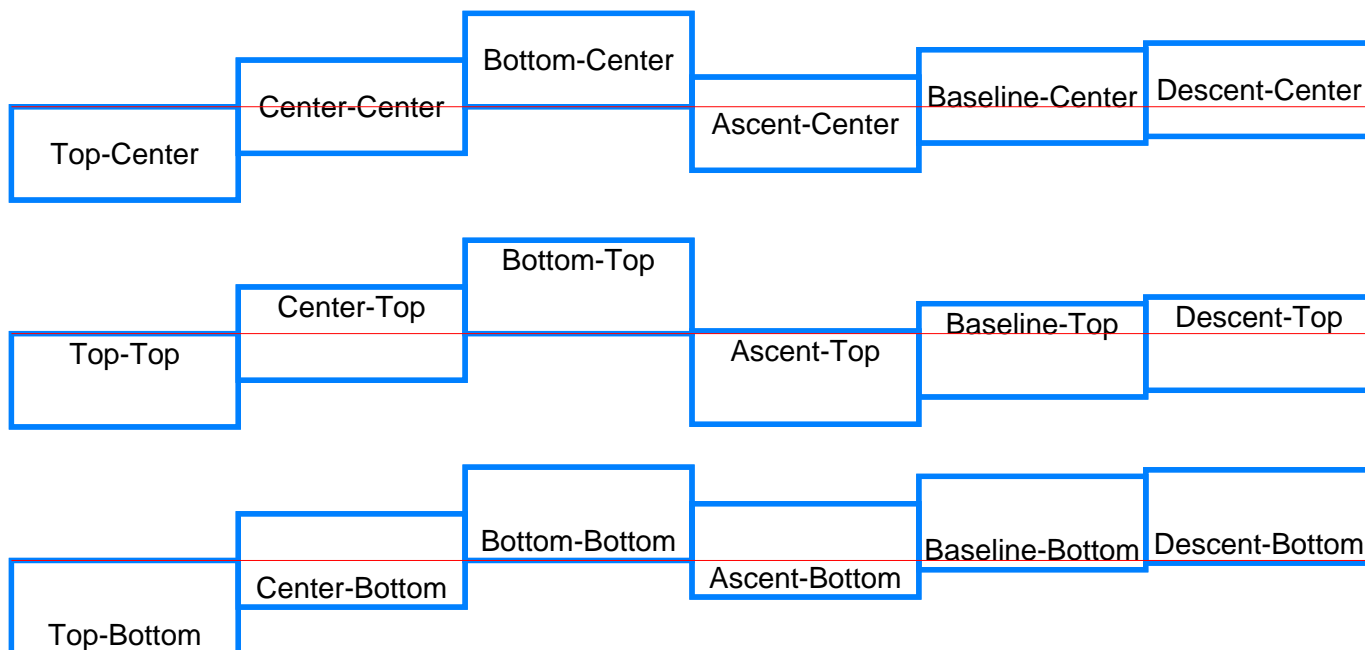 Top-Center Center-Center Bottom-Center Ascent-Center Baseline-Center Descent-Center
Top-Top Center-Top Bottom-Top Ascent-Top Baseline-Top Descent-Top
Top-Bottom Center-Bottom Bottom-Bottom Ascent-Bottom Baseline-Bottom Descent-Bottom